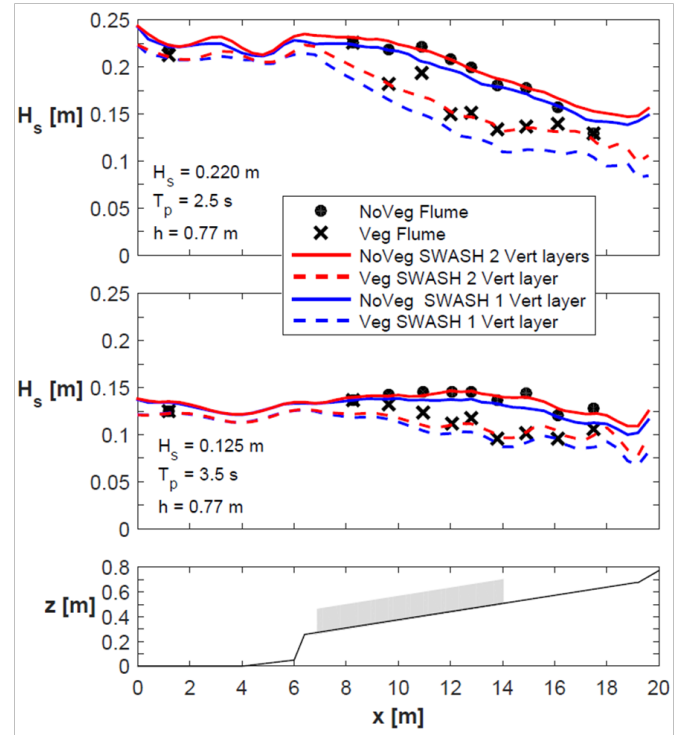 0.25
0.2
0.15
0.1
0.05
0
H_s [m]
H_s = 0.220 m
T_p = 2.5 s
h = 0.77 m
NoVeg Flume
Veg Flume
NoVeg SWASH 2 Vert layers
Veg SWASH 2 Vert layer
NoVeg SWASH 1 Vert layer
Veg SWASH 1 Vert layer
0.25
0.2
0.15
0.1
0.05
0
H_s [m]
H_s = 0.125 m
T_p = 3.5 s
h = 0.77 m
0.8
0.6
0.4
0.2
0
z [m]
0 2 4 6 8 10 12 14 16 18 20
x [m]